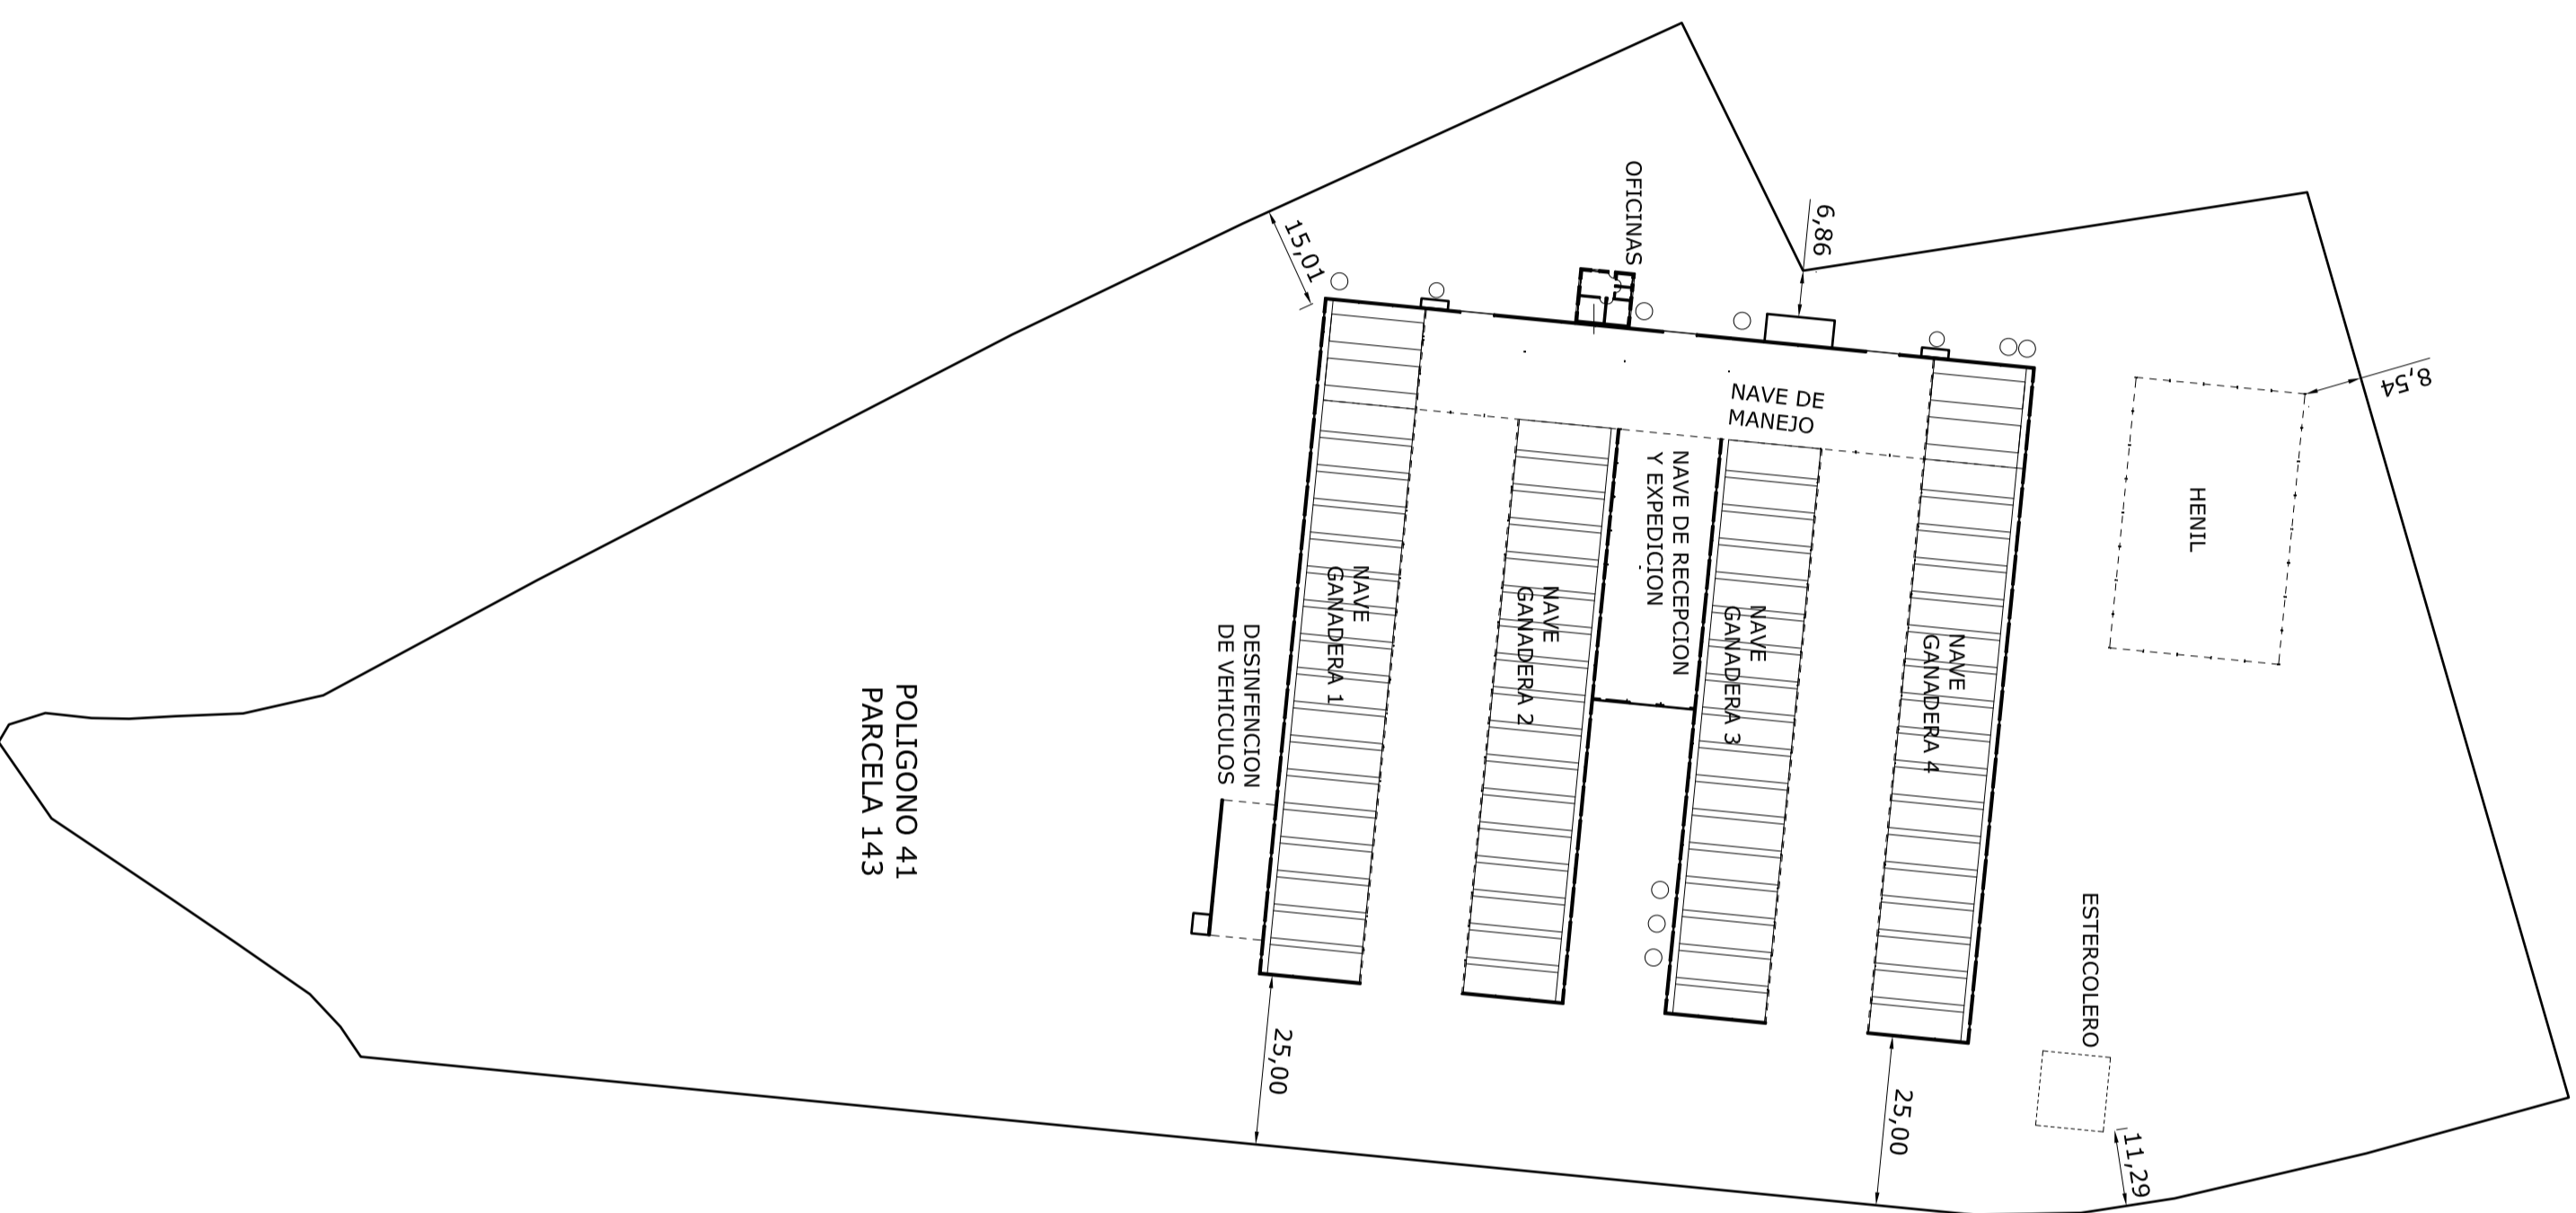 OFICINAS
6,86
15,01
8,54
NAVE DE
MANEJO
NAVE DE RECEPCION
Y EXPEDICION
HENIL
NAVE
GANADERA 1
NAVE
GANADERA 2
NAVE
GANADERA 3
NAVE
GANADERA 4
DESINFENCION
DE VEHICULOS
POLIGONO 41
PARCELA 143
ESTERCOLERO
25,00
25,00
11,29